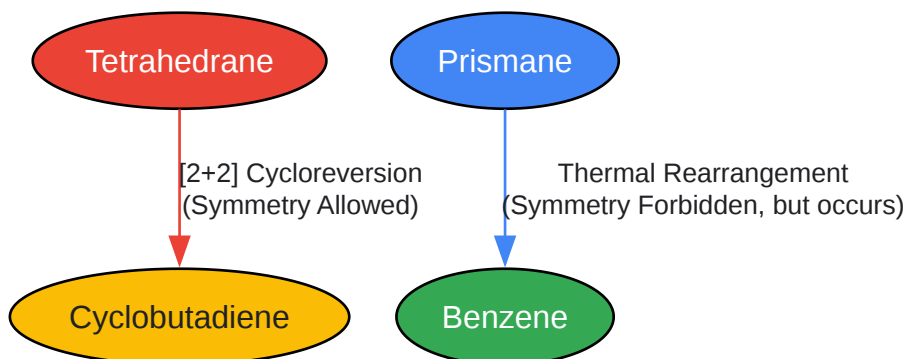 Tetrahedrane
Prismane
[2+2] Cycloreversion
(Symmetry Allowed)
Thermal Rearrangement
(Symmetry Forbidden, but occurs)
Cyclobutadiene
Benzene